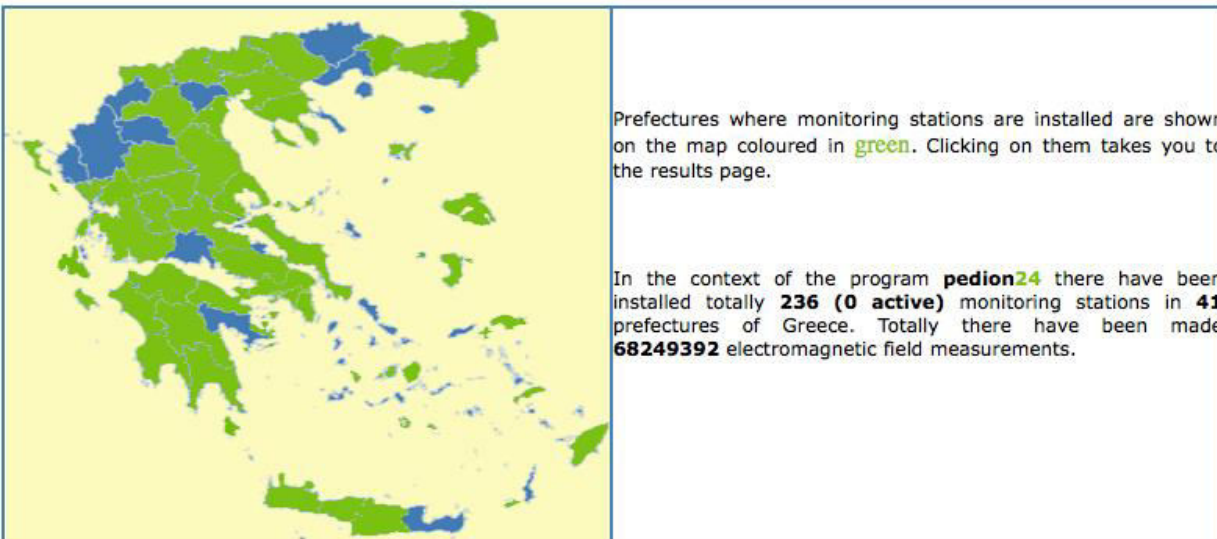 Prefectures where monitoring stations are installed are shown
on the map coloured in green. Clicking on them takes you to
the results page.
In the context of the program pedion24 there have been
installed totally 236 (0 active) monitoring stations in 41
prefectures of Greece. Totally there have been made
68249392 electromagnetic field measurements.